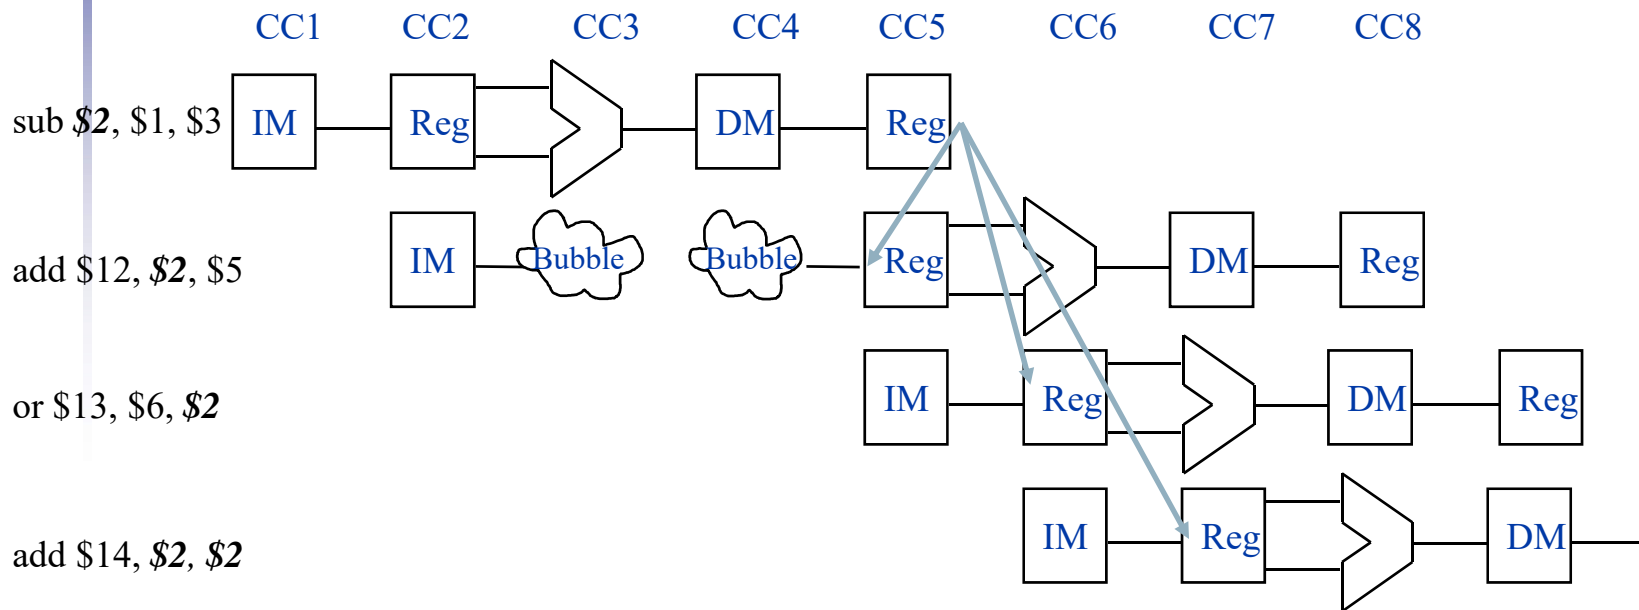 CC1 CC2 CC3 CC4 CC5 CC6 CC7 CC8
sub $2, $1, $3 IM Reg DM Reg
add $12, $2, $5 IM Bubble Bubble Reg DM Reg
or $13, $6, $2 IM Reg DM Reg
add $14, $2, $2 IM Reg DM